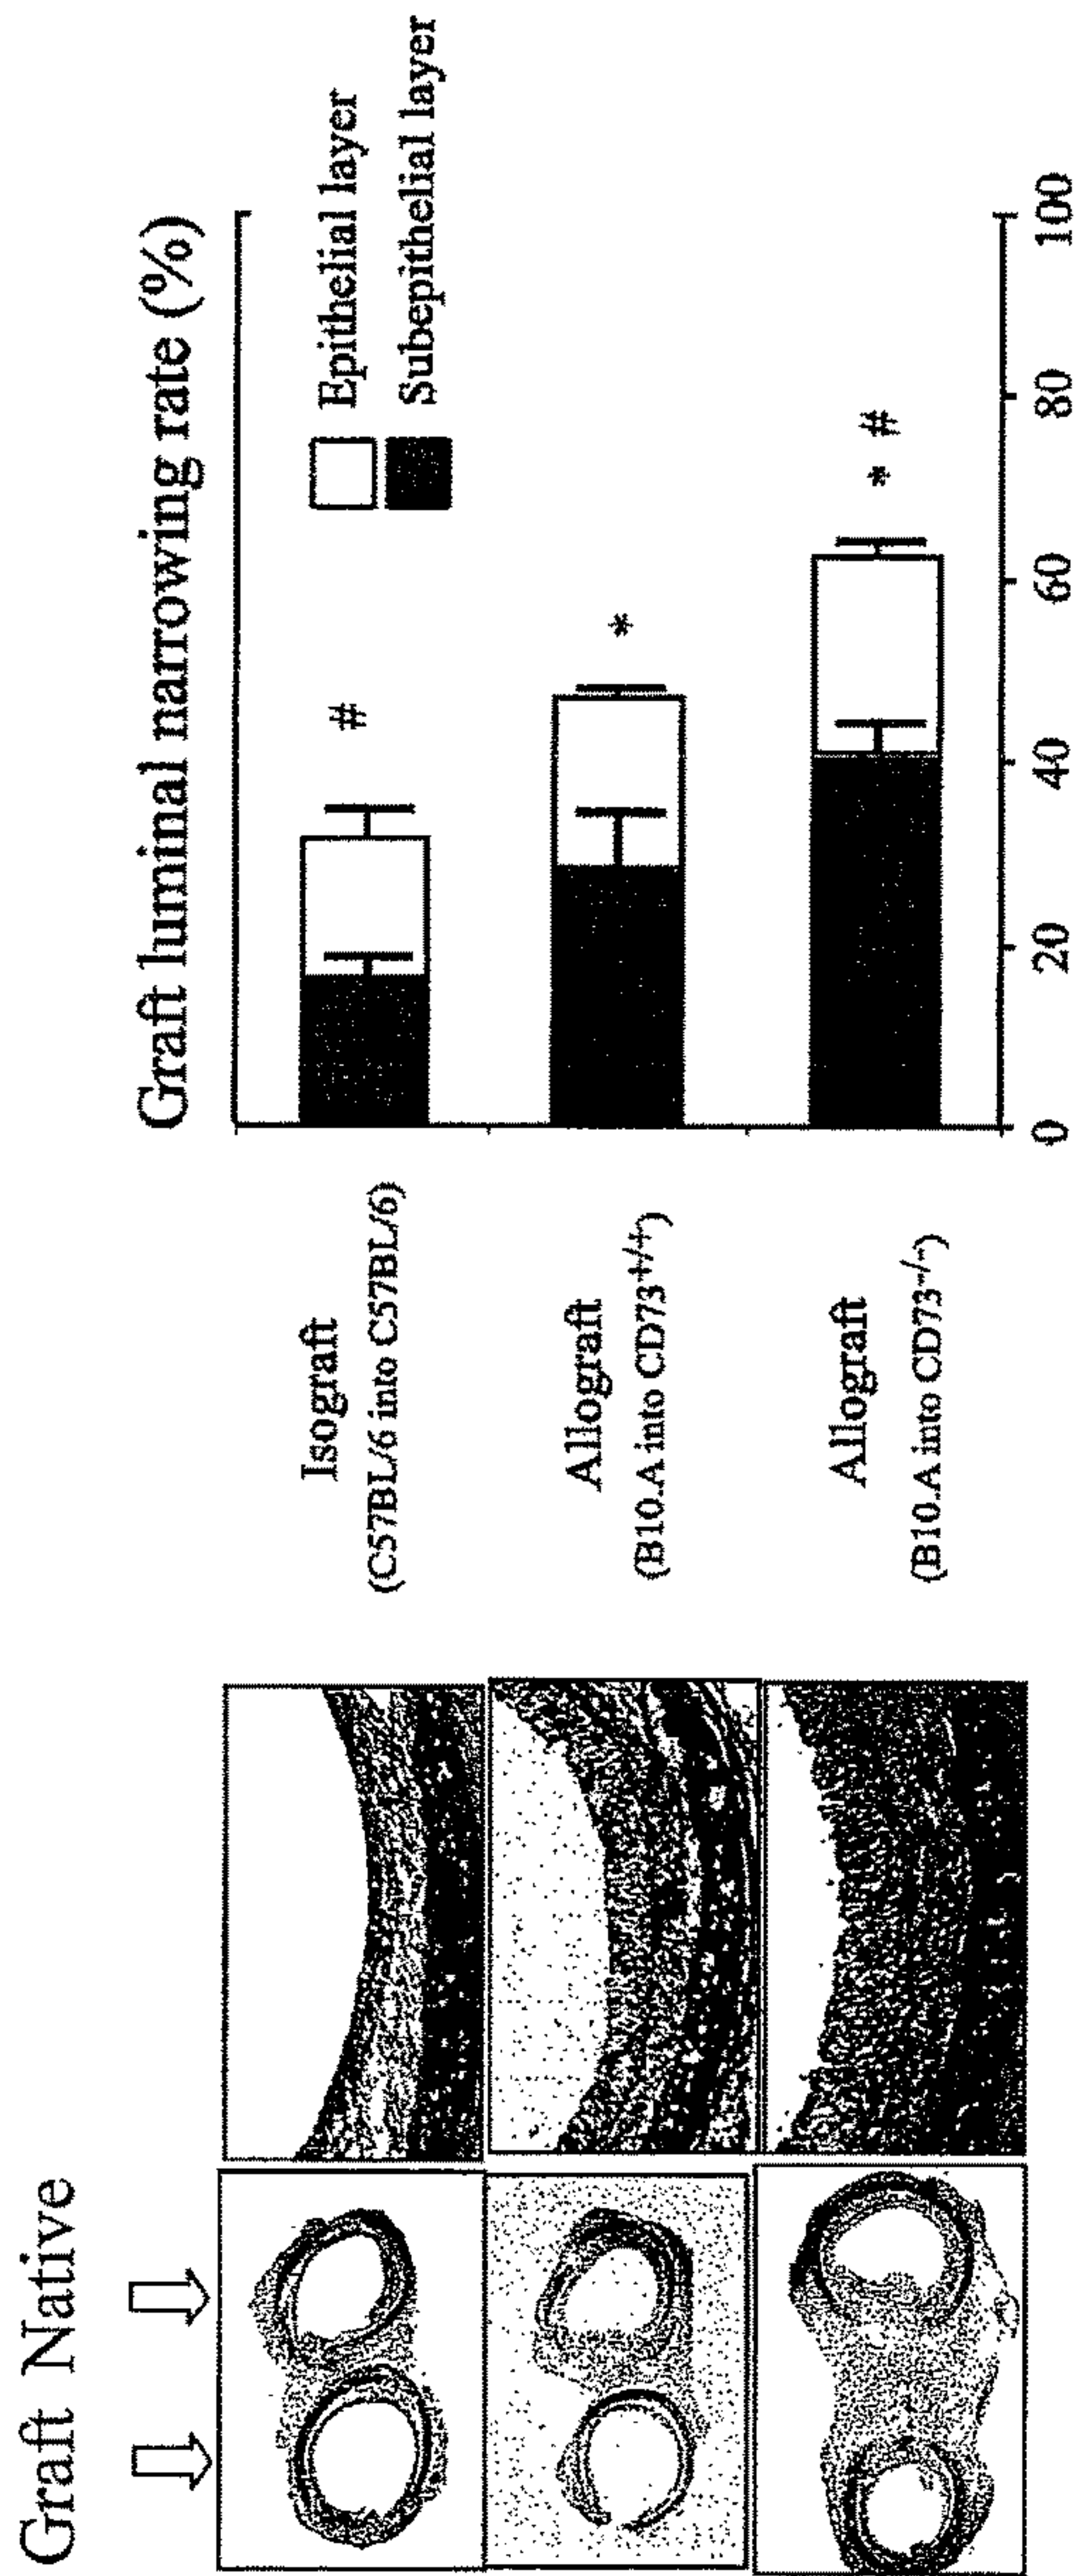 Graft Native
Graft luminal narrowing rate (%)
Epithelial layer
Subepithelial layer
Isograft
(C57BL/6 into C57BL/6)
#
Allograft
(B10.A into CD73+/+)
*
Allograft
(B10.A into CD73-/-)
* #
0 20 40 60 80 100